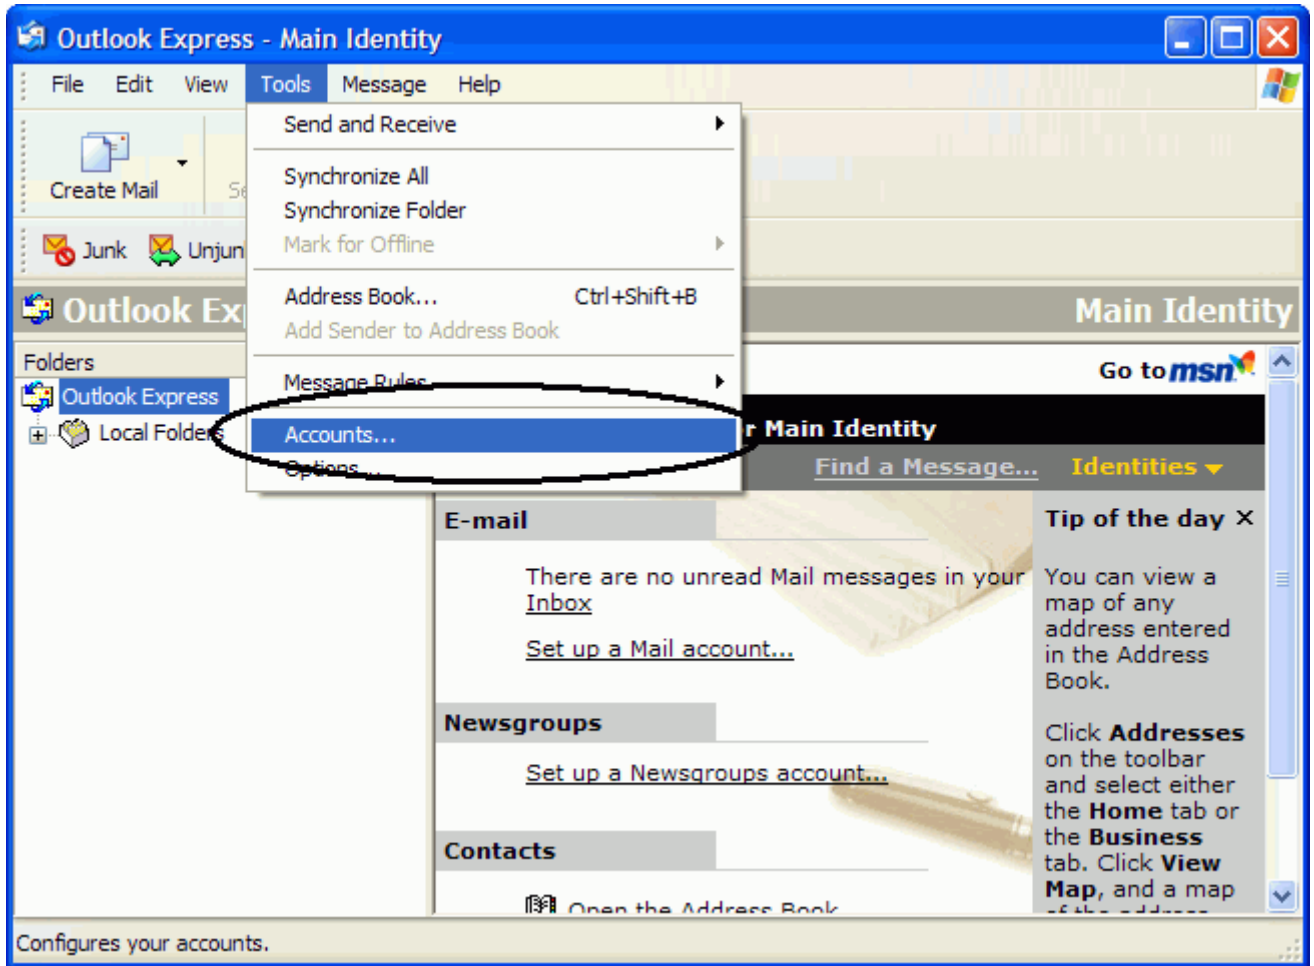 Outlook Express - Main Identity
File Edit View Tools Message Help
Send and Receive
Create Mail
Synchronize All
Synchronize Folder
Mark for Offline
Junk Unjun
Address Book... Ctrl+Shift+B
Add Sender to Address Book
Outlook Ex Main Identity
Message Rules
Accounts...
Options...
Folders
Outlook Express
Local Folders
Go to msn
r Main Identity
Find a Message... Identities
E-mail
There are no unread Mail messages in your
Inbox
Set up a Mail account...
Newsgroups
Set up a Newsgroups account...
Contacts
Open the Address Book
Tip of the day X
You can view a
map of any
address entered
in the Address
Book.
Click Addresses
on the toolbar
and select either
the Home tab or
the Business
tab. Click View
Map, and a map
of the address
Configures your accounts.